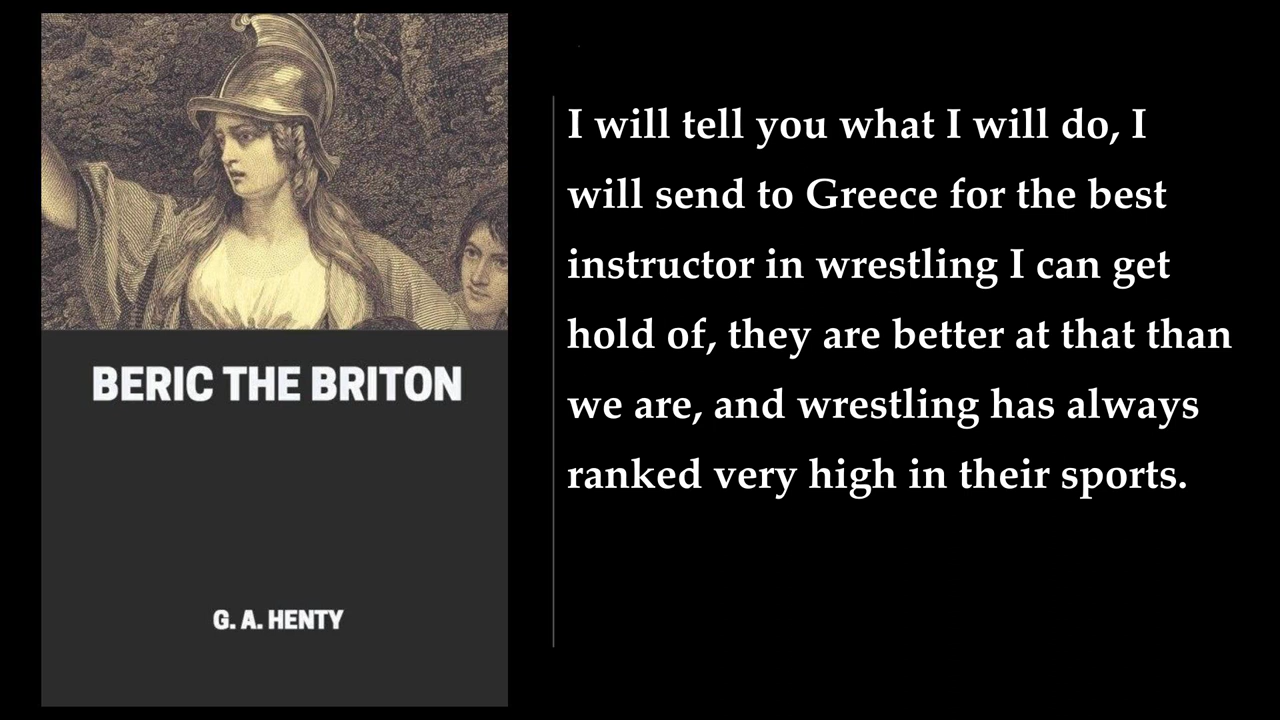 BERIC THE BRITON
G. A. HENTY
I will tell you what I will do, I
will send to Greece for the best
instructor in wrestling I can get
hold of, they are better at that than
we are, and wrestling has always
ranked very high in their sports.